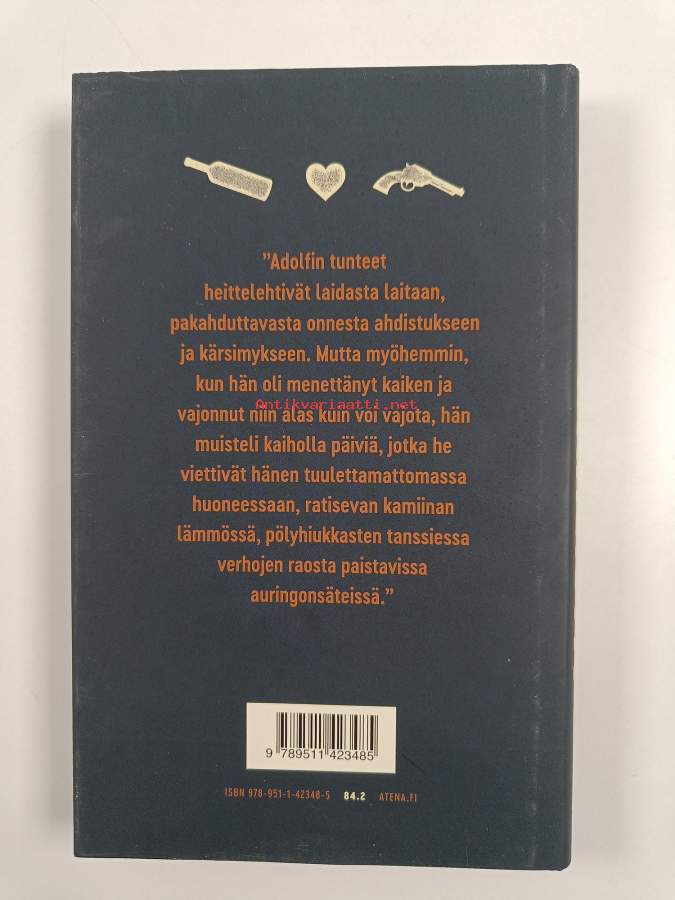 ”Adolfin tunteet
heittelehtivät laidasta laitaan,
pakahduttavasta onnesta ahdistukseen
ja kärsimykseen. Mutta myöhemmin,
kun hän oli menettänyt kaiken ja
Antikvariaatti.net
vajonnut niin alas kuin voi vajota, hän
muisteli kaiholla päiviä, jotka he
viettivät hänen tuulettamattomassa
huoneessaan, ratisevan kamiinan
lämmössä, pölyhiukkasten tanssiessa
verhojen raosta paistavissa
auringonsäteissä.”
9 789511 423485
ISBN 978-951-1-42348-5 84.2 ATENA.FI